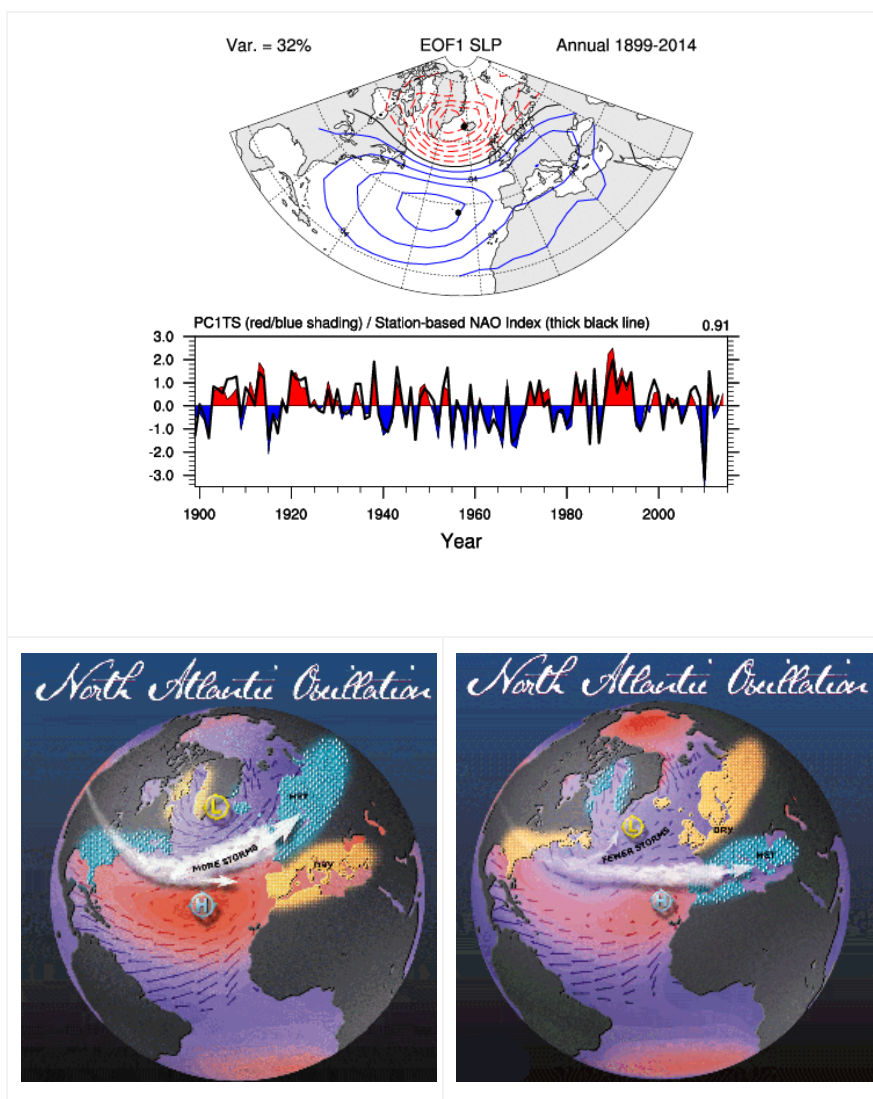 Var. = 32% EOF1 SLP Annual 1899-2014
.04
PC1TS (red/blue shading) / Station-based NAO Index (thick black line) 0.91
3.0
2.0
1.0
0.0
-1.0
-2.0
-3.0
1900 1920 1940 1960 1980 2000
Year
North Atlantic Oscillation
L
WET
MORE STORMS
DRY
H
North Atlantic Oscillation
L
DRY
FEWER STORMS
WET
H